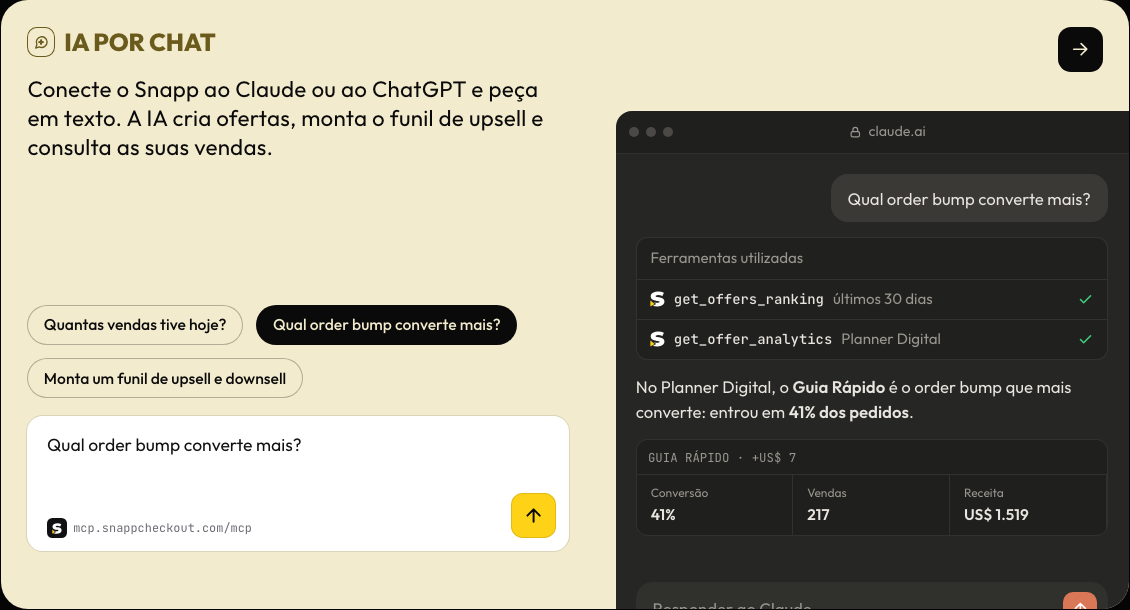 IA POR CHAT
Conecte o Snapp ao Claude ou ao ChatGPT e peça
em texto. A IA cria ofertas, monta o funil de upsell e
consulta as suas vendas.
Quantas vendas tive hoje?
Qual order bump converte mais?
Monta um funil de upsell e downsell
Qual order bump converte mais?
S
mcp.snappcheckout.com/mcp
claude.ai
Qual order bump converte mais?
Ferramentas utilizadas
S get_offers_ranking últimos 30 dias
S get_offer_analytics Planner Digital
No Planner Digital, o Guia Rápido é o order bump que mais
converte: entrou em 41% dos pedidos.
GUIA RÁPIDO · +US$ 7
Conversão
41%
Vendas
217
Receita
US$ 1.519
Responder ao Claude